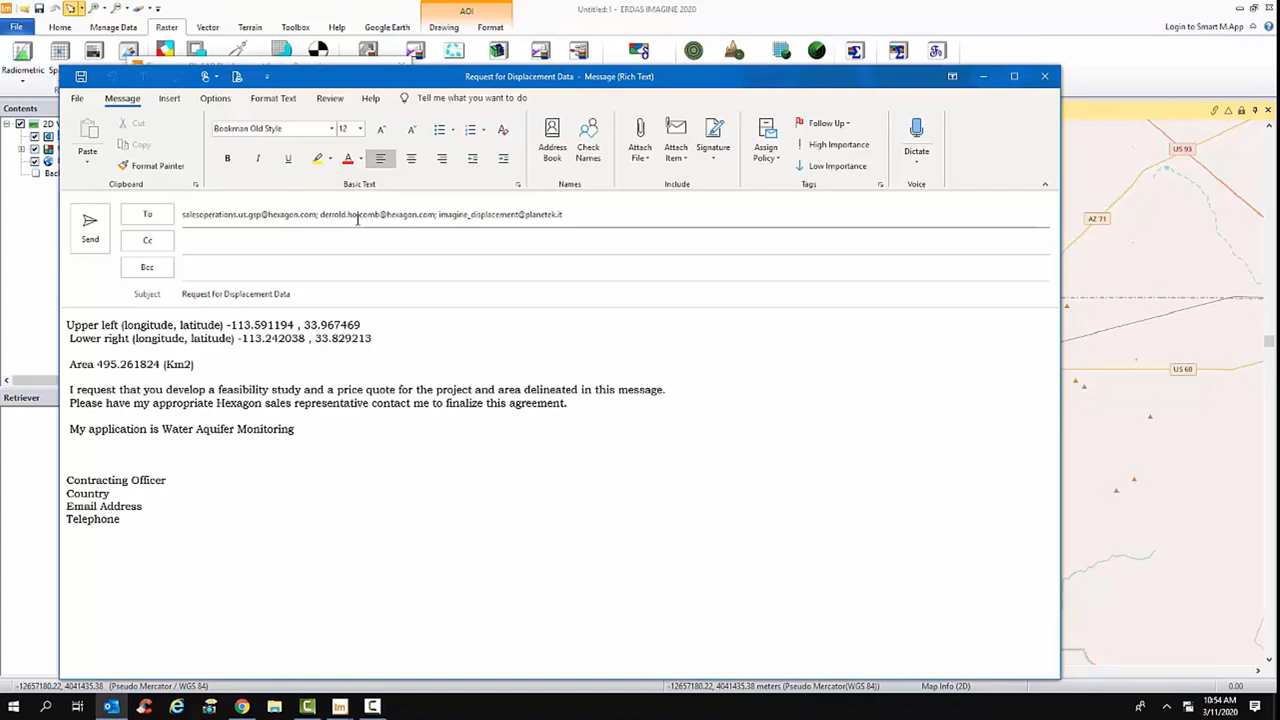 Untitled:1 - ERDAS IMAGINE 2020
AOI
File Home Manage Data Raster Vector Terrain Toolbox Google Earth Drawing Format
Login to Smart M.App
Radiometric
Request for Displacement Data - Message (Rich Text)
File Message Insert Options Format Text Review Help Tell me what you want to do
Paste
Cut
Copy
Format Painter
Clipboard
Bookman Old Style 12
B I U A
Basic Text
Address Book
Check Names
Names
Attach File
Attach Item
Signature
Include
Assign Policy
Follow Up
High Importance
Low Importance
Tags
Dictate
Voice
Contents
2D V
Back
Retriever
Send
To salesoperations.us.gsp@hexagon.com; derrold.holcomb@hexagon.com; imagine_displacement@planetek.it
Cc
Bcc
Subject Request for Displacement Data
Upper left (longitude, latitude) -113.591194 , 33.967469
Lower right (longitude, latitude) -113.242038 , 33.829213
Area 495.261824 (Km2)
I request that you develop a feasibility study and a price quote for the project and area delineated in this message.
Please have my appropriate Hexagon sales representative contact me to finalize this agreement.
My application is Water Aquifer Monitoring
Contracting Officer
Country
Email Address
Telephone
US 93
AZ 71
US 60
-12657180.22, 4041435.38 (Pseudo Mercator / WGS 84)
-12657180.22, 4041435.38 meters (Pseudo Mercator(WGS 84))
Map Info (2D)
0.00
10:54 AM
3/11/2020